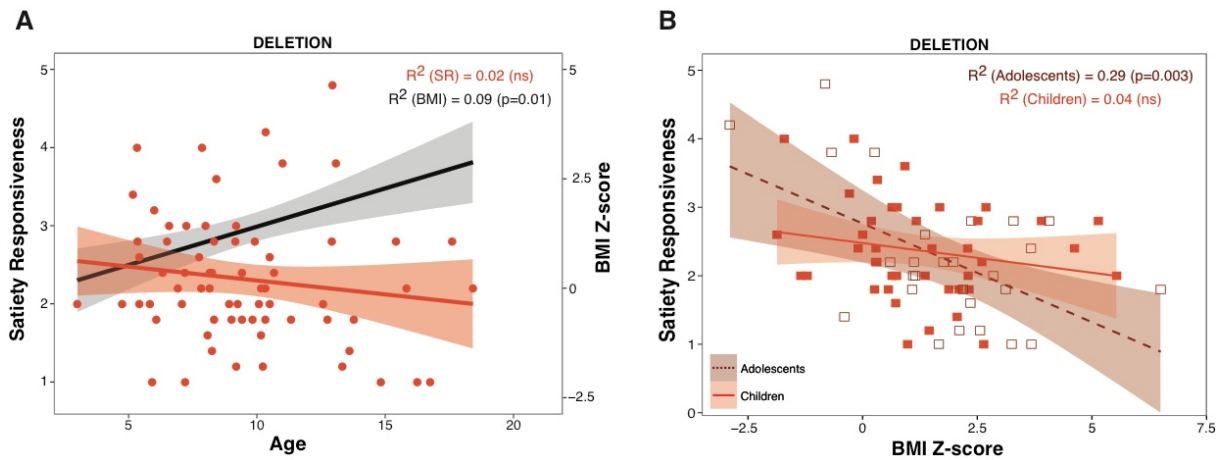 A
DELETION
R² (SR) = 0.02 (ns)
R² (BMI) = 0.09 (p=0.01)
5
4
3
2
1
Satiety Responsiveness
5
2.5
0
−2.5
BMI Z-score
5
10
15
20
Age
B
DELETION
R² (Adolescents) = 0.29 (p=0.003)
R² (Children) = 0.04 (ns)
5
4
3
2
1
0
Satiety Responsiveness
Adolescents
Children
−2.5
0
2.5
5.0
7.5
BMI Z-score